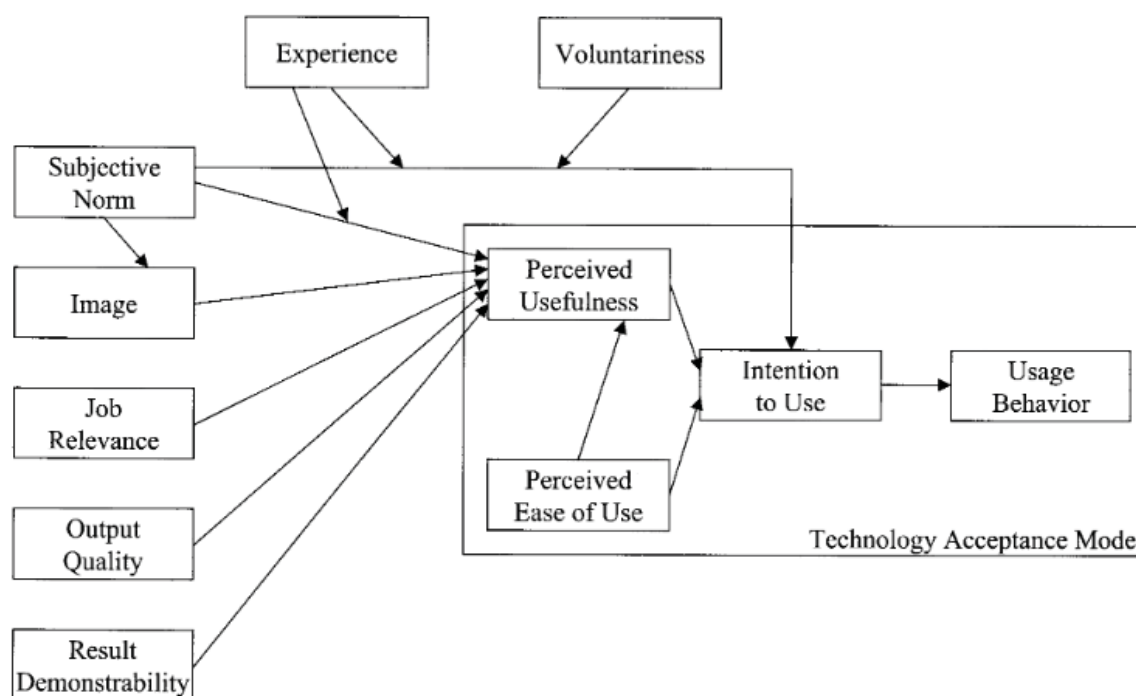 Experience
Voluntariness
Subjective
Norm
Image
Job
Relevance
Output
Quality
Result
Demonstrability
Perceived
Usefulness
Perceived
Ease of Use
Intention
to Use
Usage
Behavior
Technology Acceptance Mode